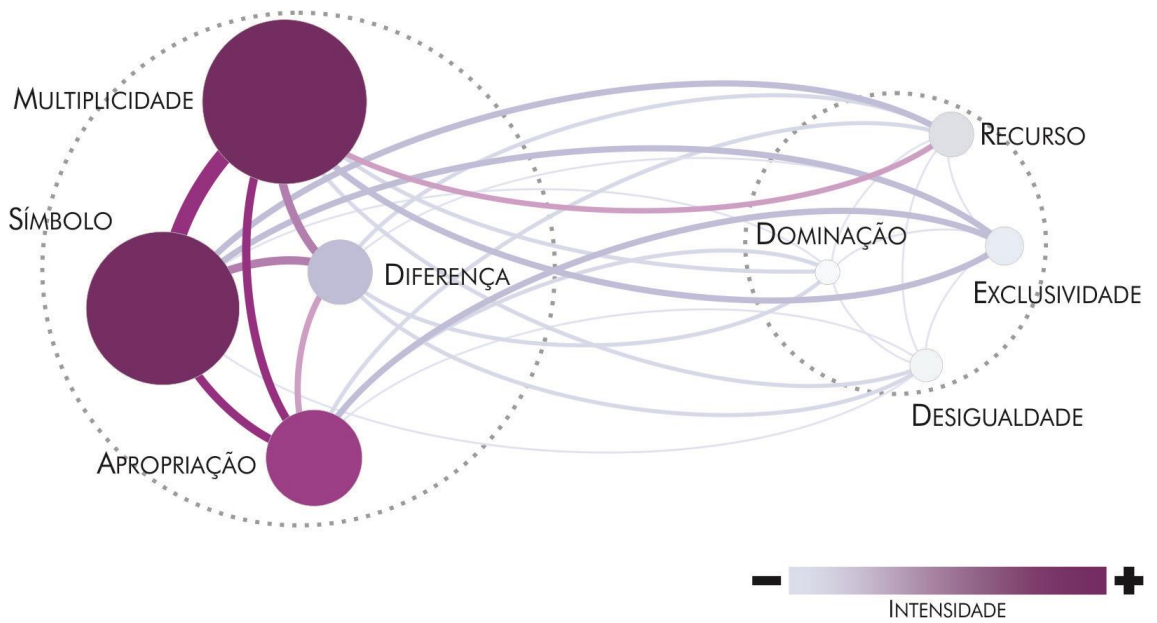 MULTIPLICIDADE
SÍMBOLO
DIFERENÇA
APROPRIAÇÃO
RECURSO
DOMINAÇÃO
EXCLUSIVIDADE
DESIGUALDADE
INTENSIDADE